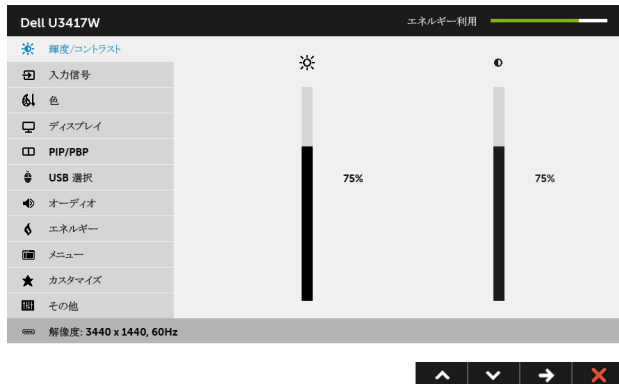 Dell U3417W
エネルギー利用
輝度/コントラスト
入力信号
色
ディスプレイ
PIP/PBP
USB 選択
オーディオ
エネルギー
メニュー
カスタマイズ
その他
75%
75%
解像度: 3440 x 1440, 60Hz